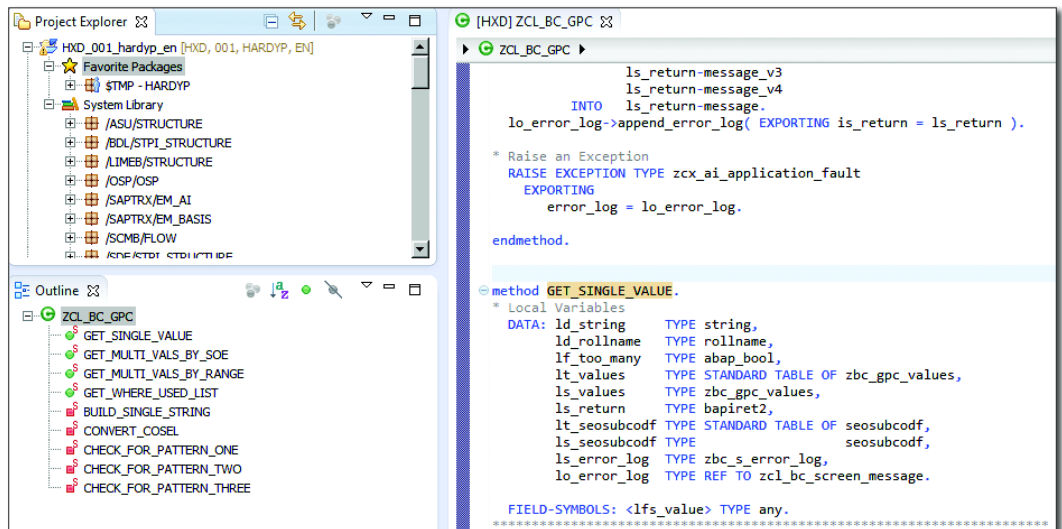 Project Explorer
HXD_001_hardyp_en [HXD, 001, HARDYP, EN]
Favorite Packages
$TMP - HARDYP
System Library
/ASU/STRUCTURE
/BDL/STPI_STRUCTURE
/LIMEB/STRUCTURE
/OSP/OSP
/SAPTRX/EM_AI
/SAPTRX/EM_BASIS
/SCMB/FLOW
/SDF/STPI_STRUCTURE
Outline
ZCL_BC_GPC
GET_SINGLE_VALUE
GET_MULTI_VALS_BY_SOE
GET_MULTI_VALS_BY_RANGE
GET_WHERE_USED_LIST
BUILD_SINGLE_STRING
CONVERT_COSEL
CHECK_FOR_PATTERN_ONE
CHECK_FOR_PATTERN_TWO
CHECK_FOR_PATTERN_THREE
[HXD] ZCL_BC_GPC
ZCL_BC_GPC
ls_return-message_v3
ls_return-message_v4
INTO ls_return-message.
lo_error_log->append_error_log( EXPORTING is_return = ls_return ).
* Raise an Exception
RAISE EXCEPTION TYPE zcx_ai_application_fault
EXPORTING
error_log = lo_error_log.
endmethod.
method GET_SINGLE_VALUE.
* Local Variables
DATA: ld_string TYPE string,
ld_rollname TYPE rollname,
lf_too_many TYPE abap_bool,
lt_values TYPE STANDARD TABLE OF zbc_gpc_values,
ls_values TYPE zbc_gpc_values,
ls_return TYPE bapiret2,
lt_seosubcodf TYPE STANDARD TABLE OF seosubcodf,
ls_seosubcodf TYPE seosubcodf,
ls_error_log TYPE zbc_s_error_log,
lo_error_log TYPE REF TO zcl_bc_screen_message.
FIELD-SYMBOLS: <lfs_value> TYPE any.
**********************************************************************